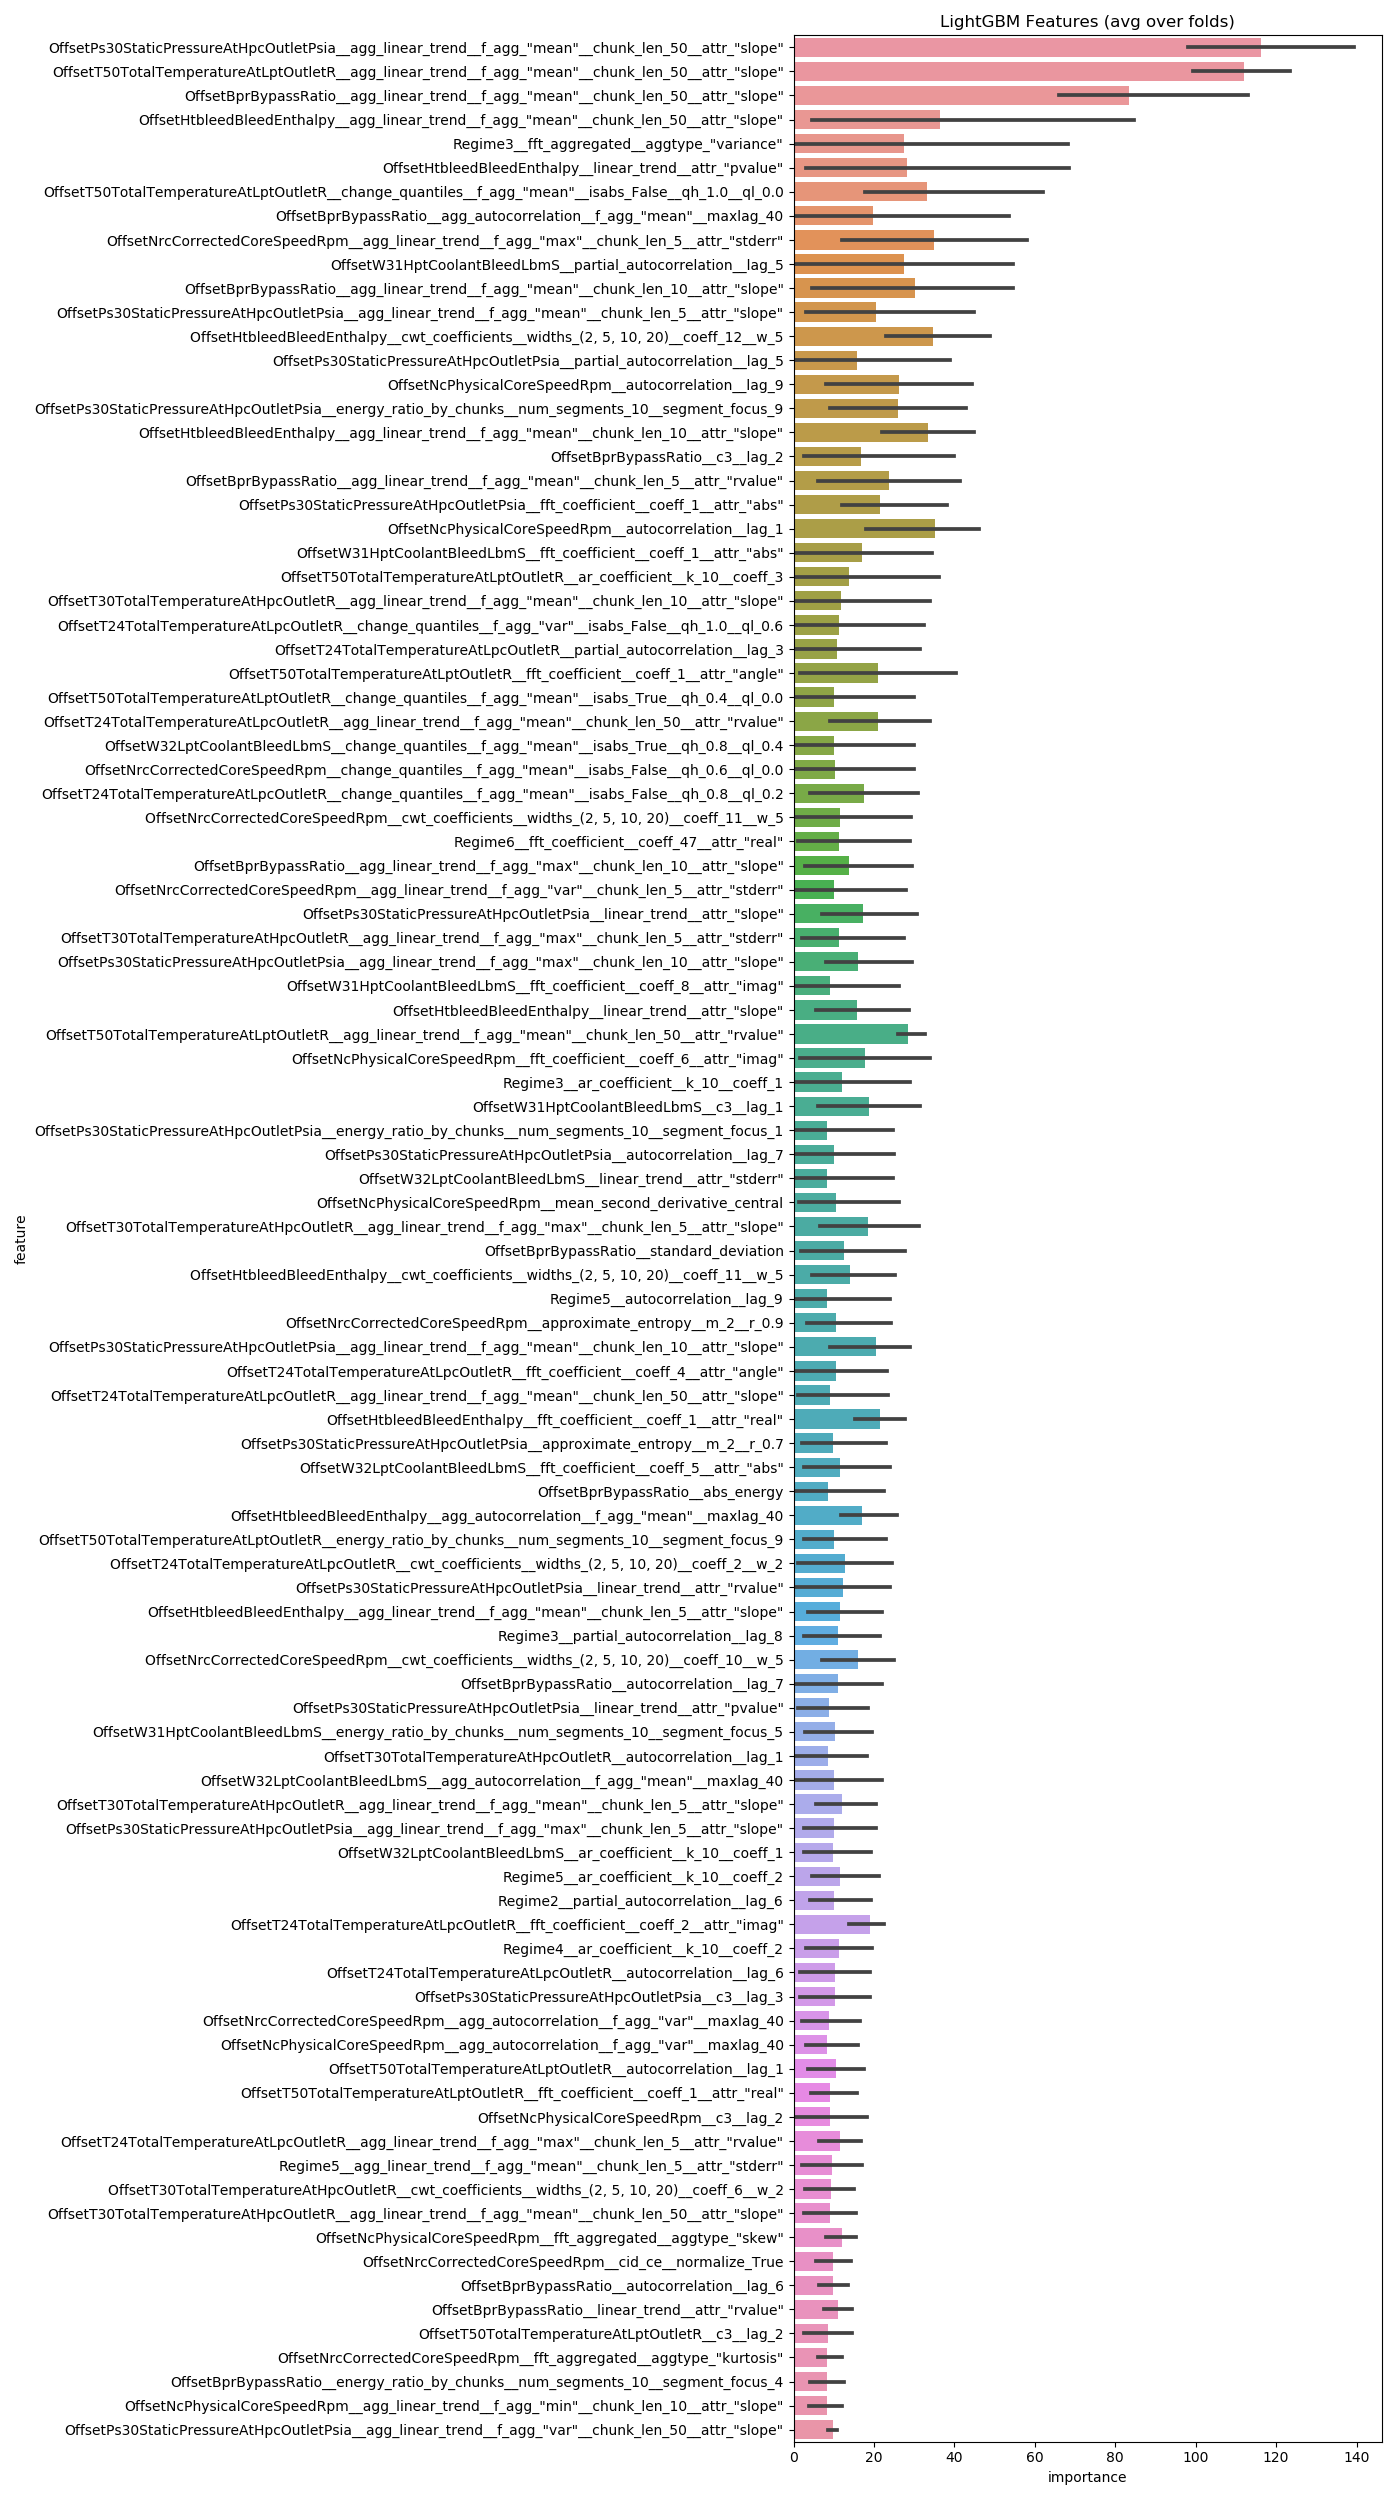 LightGBM Features (avg over folds)
OffsetPs30StaticPressureAtHpcOutletPsia__agg_linear_trend__f_agg_"mean"__chunk_len_50__attr_"slope"
OffsetT50TotalTemperatureAtLptOutletR__agg_linear_trend__f_agg_"mean"__chunk_len_50__attr_"slope"
OffsetBprBypassRatio__agg_linear_trend__f_agg_"mean"__chunk_len_50__attr_"slope"
OffsetHtbleedBleedEnthalpy__agg_linear_trend__f_agg_"mean"__chunk_len_50__attr_"slope"
Regime3__fft_aggregated__aggtype_"variance"
OffsetHtbleedBleedEnthalpy__linear_trend__attr_"pvalue"
OffsetT50TotalTemperatureAtLptOutletR__change_quantiles__f_agg_"mean"__isabs_False__qh_1.0__ql_0.0
OffsetBprBypassRatio__agg_autocorrelation__f_agg_"mean"__maxlag_40
OffsetNrcCorrectedCoreSpeedRpm__agg_linear_trend__f_agg_"max"__chunk_len_5__attr_"stderr"
OffsetW31HptCoolantBleedLbmS__partial_autocorrelation__lag_5
OffsetBprBypassRatio__agg_linear_trend__f_agg_"mean"__chunk_len_10__attr_"slope"
OffsetPs30StaticPressureAtHpcOutletPsia__agg_linear_trend__f_agg_"mean"__chunk_len_5__attr_"slope"
OffsetHtbleedBleedEnthalpy__cwt_coefficients__widths_(2, 5, 10, 20)__coeff_12__w_5
OffsetPs30StaticPressureAtHpcOutletPsia__partial_autocorrelation__lag_5
OffsetNcPhysicalCoreSpeedRpm__autocorrelation__lag_9
OffsetPs30StaticPressureAtHpcOutletPsia__energy_ratio_by_chunks__num_segments_10__segment_focus_9
OffsetHtbleedBleedEnthalpy__agg_linear_trend__f_agg_"mean"__chunk_len_10__attr_"slope"
OffsetBprBypassRatio__c3__lag_2
OffsetBprBypassRatio__agg_linear_trend__f_agg_"mean"__chunk_len_5__attr_"rvalue"
OffsetPs30StaticPressureAtHpcOutletPsia__fft_coefficient__coeff_1__attr_"abs"
OffsetNcPhysicalCoreSpeedRpm__autocorrelation__lag_1
OffsetW31HptCoolantBleedLbmS__fft_coefficient__coeff_1__attr_"abs"
OffsetT50TotalTemperatureAtLptOutletR__ar_coefficient__k_10__coeff_3
OffsetT30TotalTemperatureAtHpcOutletR__agg_linear_trend__f_agg_"mean"__chunk_len_10__attr_"slope"
OffsetT24TotalTemperatureAtLpcOutletR__change_quantiles__f_agg_"var"__isabs_False__qh_1.0__ql_0.6
OffsetT24TotalTemperatureAtLpcOutletR__partial_autocorrelation__lag_3
OffsetT50TotalTemperatureAtLptOutletR__fft_coefficient__coeff_1__attr_"angle"
OffsetT50TotalTemperatureAtLptOutletR__change_quantiles__f_agg_"mean"__isabs_True__qh_0.4__ql_0.0
OffsetT24TotalTemperatureAtLpcOutletR__agg_linear_trend__f_agg_"mean"__chunk_len_50__attr_"rvalue"
OffsetW32LptCoolantBleedLbmS__change_quantiles__f_agg_"mean"__isabs_True__qh_0.8__ql_0.4
OffsetNrcCorrectedCoreSpeedRpm__change_quantiles__f_agg_"mean"__isabs_False__qh_0.6__ql_0.0
OffsetT24TotalTemperatureAtLpcOutletR__change_quantiles__f_agg_"mean"__isabs_False__qh_0.8__ql_0.2
OffsetNrcCorrectedCoreSpeedRpm__cwt_coefficients__widths_(2, 5, 10, 20)__coeff_11__w_5
Regime6__fft_coefficient__coeff_47__attr_"real"
OffsetBprBypassRatio__agg_linear_trend__f_agg_"max"__chunk_len_10__attr_"slope"
OffsetNrcCorrectedCoreSpeedRpm__agg_linear_trend__f_agg_"var"__chunk_len_5__attr_"stderr"
OffsetPs30StaticPressureAtHpcOutletPsia__linear_trend__attr_"slope"
OffsetT30TotalTemperatureAtHpcOutletR__agg_linear_trend__f_agg_"max"__chunk_len_5__attr_"stderr"
OffsetPs30StaticPressureAtHpcOutletPsia__agg_linear_trend__f_agg_"max"__chunk_len_10__attr_"slope"
OffsetW31HptCoolantBleedLbmS__fft_coefficient__coeff_8__attr_"imag"
OffsetHtbleedBleedEnthalpy__linear_trend__attr_"slope"
OffsetT50TotalTemperatureAtLptOutletR__agg_linear_trend__f_agg_"mean"__chunk_len_50__attr_"rvalue"
OffsetNcPhysicalCoreSpeedRpm__fft_coefficient__coeff_6__attr_"imag"
Regime3__ar_coefficient__k_10__coeff_1
OffsetW31HptCoolantBleedLbmS__c3__lag_1
OffsetPs30StaticPressureAtHpcOutletPsia__energy_ratio_by_chunks__num_segments_10__segment_focus_1
OffsetPs30StaticPressureAtHpcOutletPsia__autocorrelation__lag_7
OffsetW32LptCoolantBleedLbmS__linear_trend__attr_"stderr"
OffsetNcPhysicalCoreSpeedRpm__mean_second_derivative_central
OffsetT30TotalTemperatureAtHpcOutletR__agg_linear_trend__f_agg_"max"__chunk_len_5__attr_"slope"
OffsetBprBypassRatio__standard_deviation
OffsetHtbleedBleedEnthalpy__cwt_coefficients__widths_(2, 5, 10, 20)__coeff_11__w_5
Regime5__autocorrelation__lag_9
OffsetNrcCorrectedCoreSpeedRpm__approximate_entropy__m_2__r_0.9
OffsetPs30StaticPressureAtHpcOutletPsia__agg_linear_trend__f_agg_"mean"__chunk_len_10__attr_"slope"
OffsetT24TotalTemperatureAtLpcOutletR__fft_coefficient__coeff_4__attr_"angle"
OffsetT24TotalTemperatureAtLpcOutletR__agg_linear_trend__f_agg_"mean"__chunk_len_50__attr_"slope"
OffsetHtbleedBleedEnthalpy__fft_coefficient__coeff_1__attr_"real"
OffsetPs30StaticPressureAtHpcOutletPsia__approximate_entropy__m_2__r_0.7
OffsetW32LptCoolantBleedLbmS__fft_coefficient__coeff_5__attr_"abs"
OffsetBprBypassRatio__abs_energy
OffsetHtbleedBleedEnthalpy__agg_autocorrelation__f_agg_"mean"__maxlag_40
OffsetT50TotalTemperatureAtLptOutletR__energy_ratio_by_chunks__num_segments_10__segment_focus_9
OffsetT24TotalTemperatureAtLpcOutletR__cwt_coefficients__widths_(2, 5, 10, 20)__coeff_2__w_2
OffsetPs30StaticPressureAtHpcOutletPsia__linear_trend__attr_"rvalue"
OffsetHtbleedBleedEnthalpy__agg_linear_trend__f_agg_"mean"__chunk_len_5__attr_"slope"
Regime3__partial_autocorrelation__lag_8
OffsetNrcCorrectedCoreSpeedRpm__cwt_coefficients__widths_(2, 5, 10, 20)__coeff_10__w_5
OffsetBprBypassRatio__autocorrelation__lag_7
OffsetPs30StaticPressureAtHpcOutletPsia__linear_trend__attr_"pvalue"
OffsetW31HptCoolantBleedLbmS__energy_ratio_by_chunks__num_segments_10__segment_focus_5
OffsetT30TotalTemperatureAtHpcOutletR__autocorrelation__lag_1
OffsetW32LptCoolantBleedLbmS__agg_autocorrelation__f_agg_"mean"__maxlag_40
OffsetT30TotalTemperatureAtHpcOutletR__agg_linear_trend__f_agg_"mean"__chunk_len_5__attr_"slope"
OffsetPs30StaticPressureAtHpcOutletPsia__agg_linear_trend__f_agg_"max"__chunk_len_5__attr_"slope"
OffsetW32LptCoolantBleedLbmS__ar_coefficient__k_10__coeff_1
Regime5__ar_coefficient__k_10__coeff_2
Regime2__partial_autocorrelation__lag_6
OffsetT24TotalTemperatureAtLpcOutletR__fft_coefficient__coeff_2__attr_"imag"
Regime4__ar_coefficient__k_10__coeff_2
OffsetT24TotalTemperatureAtLpcOutletR__autocorrelation__lag_6
OffsetPs30StaticPressureAtHpcOutletPsia__c3__lag_3
OffsetNrcCorrectedCoreSpeedRpm__agg_autocorrelation__f_agg_"var"__maxlag_40
OffsetNcPhysicalCoreSpeedRpm__agg_autocorrelation__f_agg_"var"__maxlag_40
OffsetT50TotalTemperatureAtLptOutletR__autocorrelation__lag_1
OffsetT50TotalTemperatureAtLptOutletR__fft_coefficient__coeff_1__attr_"real"
OffsetNcPhysicalCoreSpeedRpm__c3__lag_2
OffsetT24TotalTemperatureAtLpcOutletR__agg_linear_trend__f_agg_"max"__chunk_len_5__attr_"rvalue"
Regime5__agg_linear_trend__f_agg_"mean"__chunk_len_5__attr_"stderr"
OffsetT30TotalTemperatureAtHpcOutletR__cwt_coefficients__widths_(2, 5, 10, 20)__coeff_6__w_2
OffsetT30TotalTemperatureAtHpcOutletR__agg_linear_trend__f_agg_"mean"__chunk_len_50__attr_"slope"
OffsetNcPhysicalCoreSpeedRpm__fft_aggregated__aggtype_"skew"
OffsetNrcCorrectedCoreSpeedRpm__cid_ce__normalize_True
OffsetBprBypassRatio__autocorrelation__lag_6
OffsetBprBypassRatio__linear_trend__attr_"rvalue"
OffsetT50TotalTemperatureAtLptOutletR__c3__lag_2
OffsetNrcCorrectedCoreSpeedRpm__fft_aggregated__aggtype_"kurtosis"
OffsetBprBypassRatio__energy_ratio_by_chunks__num_segments_10__segment_focus_4
OffsetNcPhysicalCoreSpeedRpm__agg_linear_trend__f_agg_"min"__chunk_len_10__attr_"slope"
OffsetPs30StaticPressureAtHpcOutletPsia__agg_linear_trend__f_agg_"var"__chunk_len_50__attr_"slope"
feature
0 20 40 60 80 100 120 140
importance